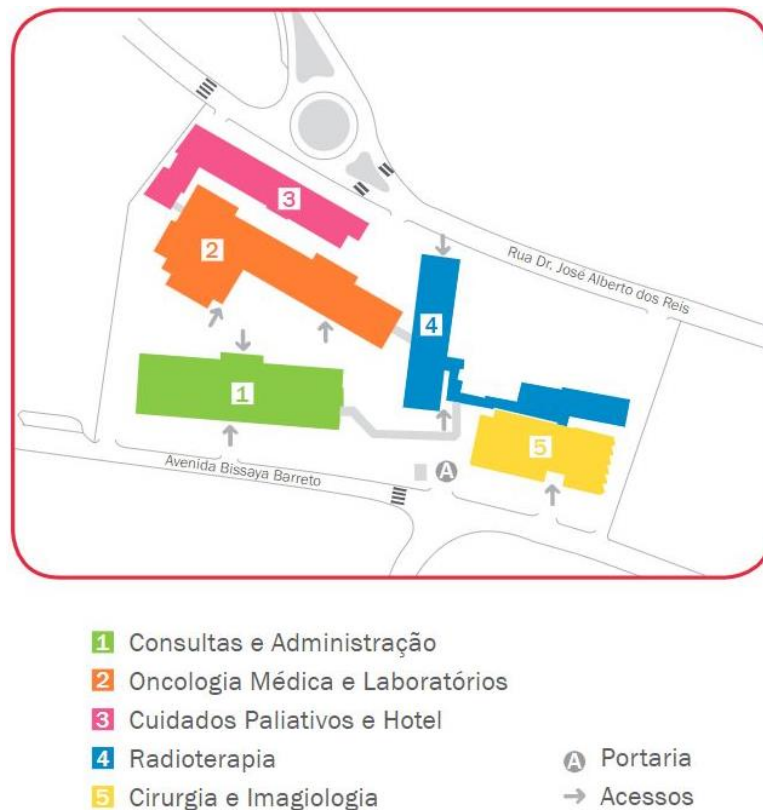 3
2
Rua Dr. José Alberto dos Reis
4
1
5
Avenida Bissaya Barreto
A
1 Consultas e Administração
2 Oncologia Médica e Laboratórios
3 Cuidados Paliativos e Hotel
4 Radioterapia
A Portaria
5 Cirurgia e Imagiologia
→ Acessos